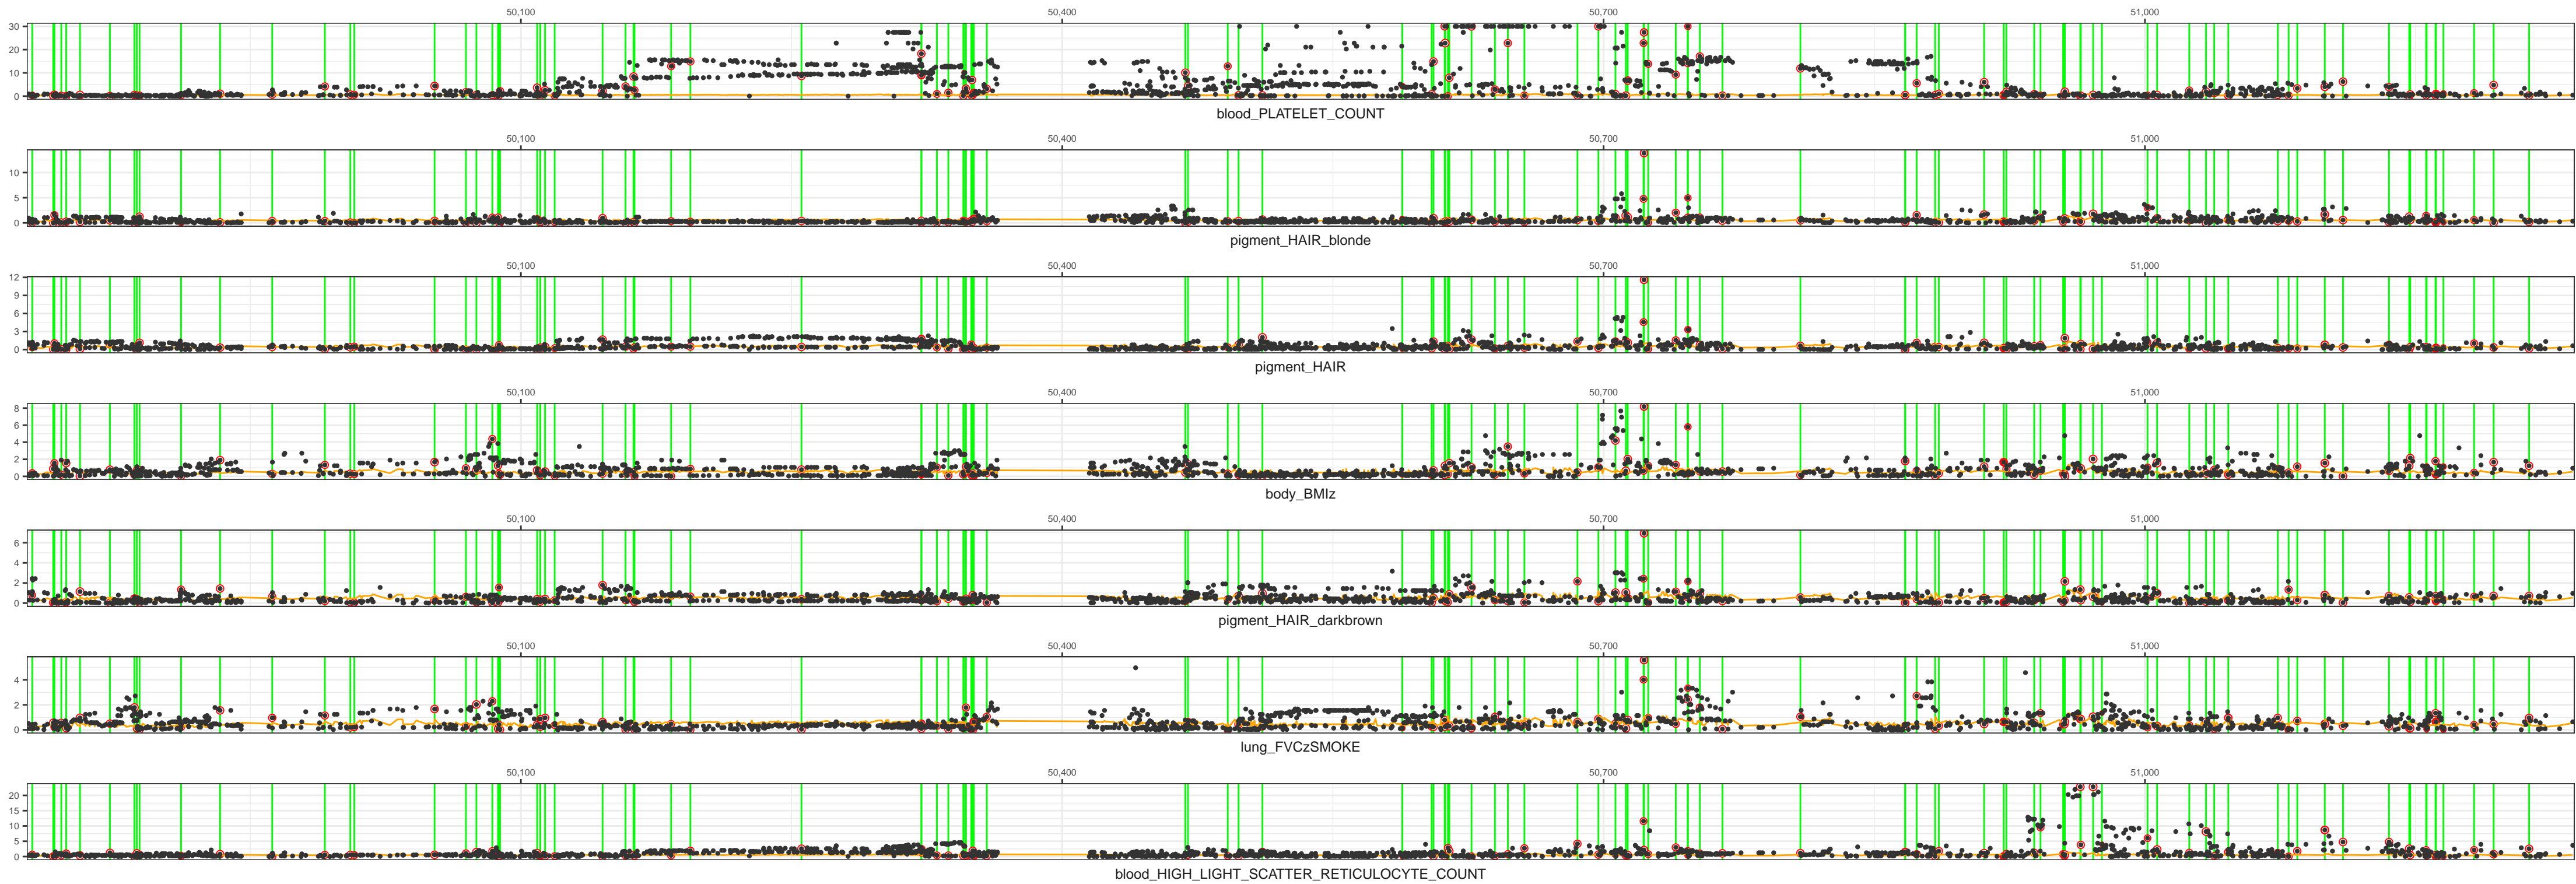 50,100 50,400 50,700 51,000
30
20
10
0
blood_PLATELET_COUNT
50,100 50,400 50,700 51,000
10
5
0
pigment_HAIR_blonde
50,100 50,400 50,700 51,000
12
9
6
3
0
pigment_HAIR
50,100 50,400 50,700 51,000
8
6
4
2
0
body_BMIz
50,100 50,400 50,700 51,000
6
4
2
0
pigment_HAIR_darkbrown
50,100 50,400 50,700 51,000
4
2
0
lung_FVCzSMOKE
50,100 50,400 50,700 51,000
20
15
10
5
0
blood_HIGH_LIGHT_SCATTER_RETICULOCYTE_COUNT